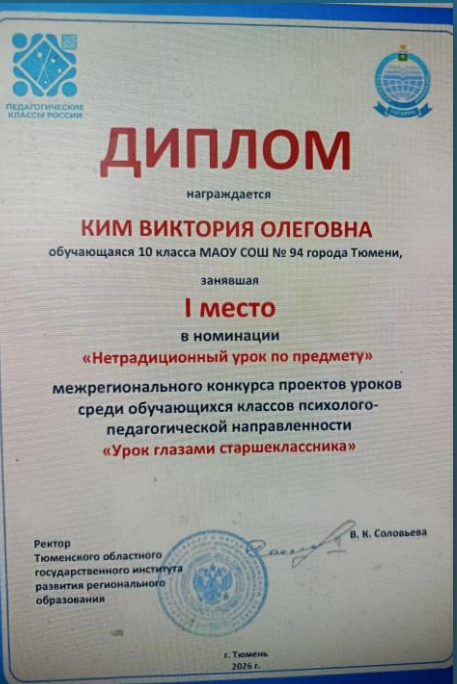 ПЕДАГОГИЧЕСКИЕ
КЛАССЫ РОССИИ
ДИПЛОМ
награждается
КИМ ВИКТОРИЯ ОЛЕГОВНА
обучающаяся 10 класса МАОУ СОШ № 94 города Тюмени,
занявшая
I место
в номинации
«Нетрадиционный урок по предмету»
межрегионального конкурса проектов уроков
среди обучающихся классов психолого-
педагогической направленности
«Урок глазами старшеклассника»
Ректор
Тюменского областного
государственного института
развития регионального
образования
В. К. Соловьева
г. Тюмень
2026 г.